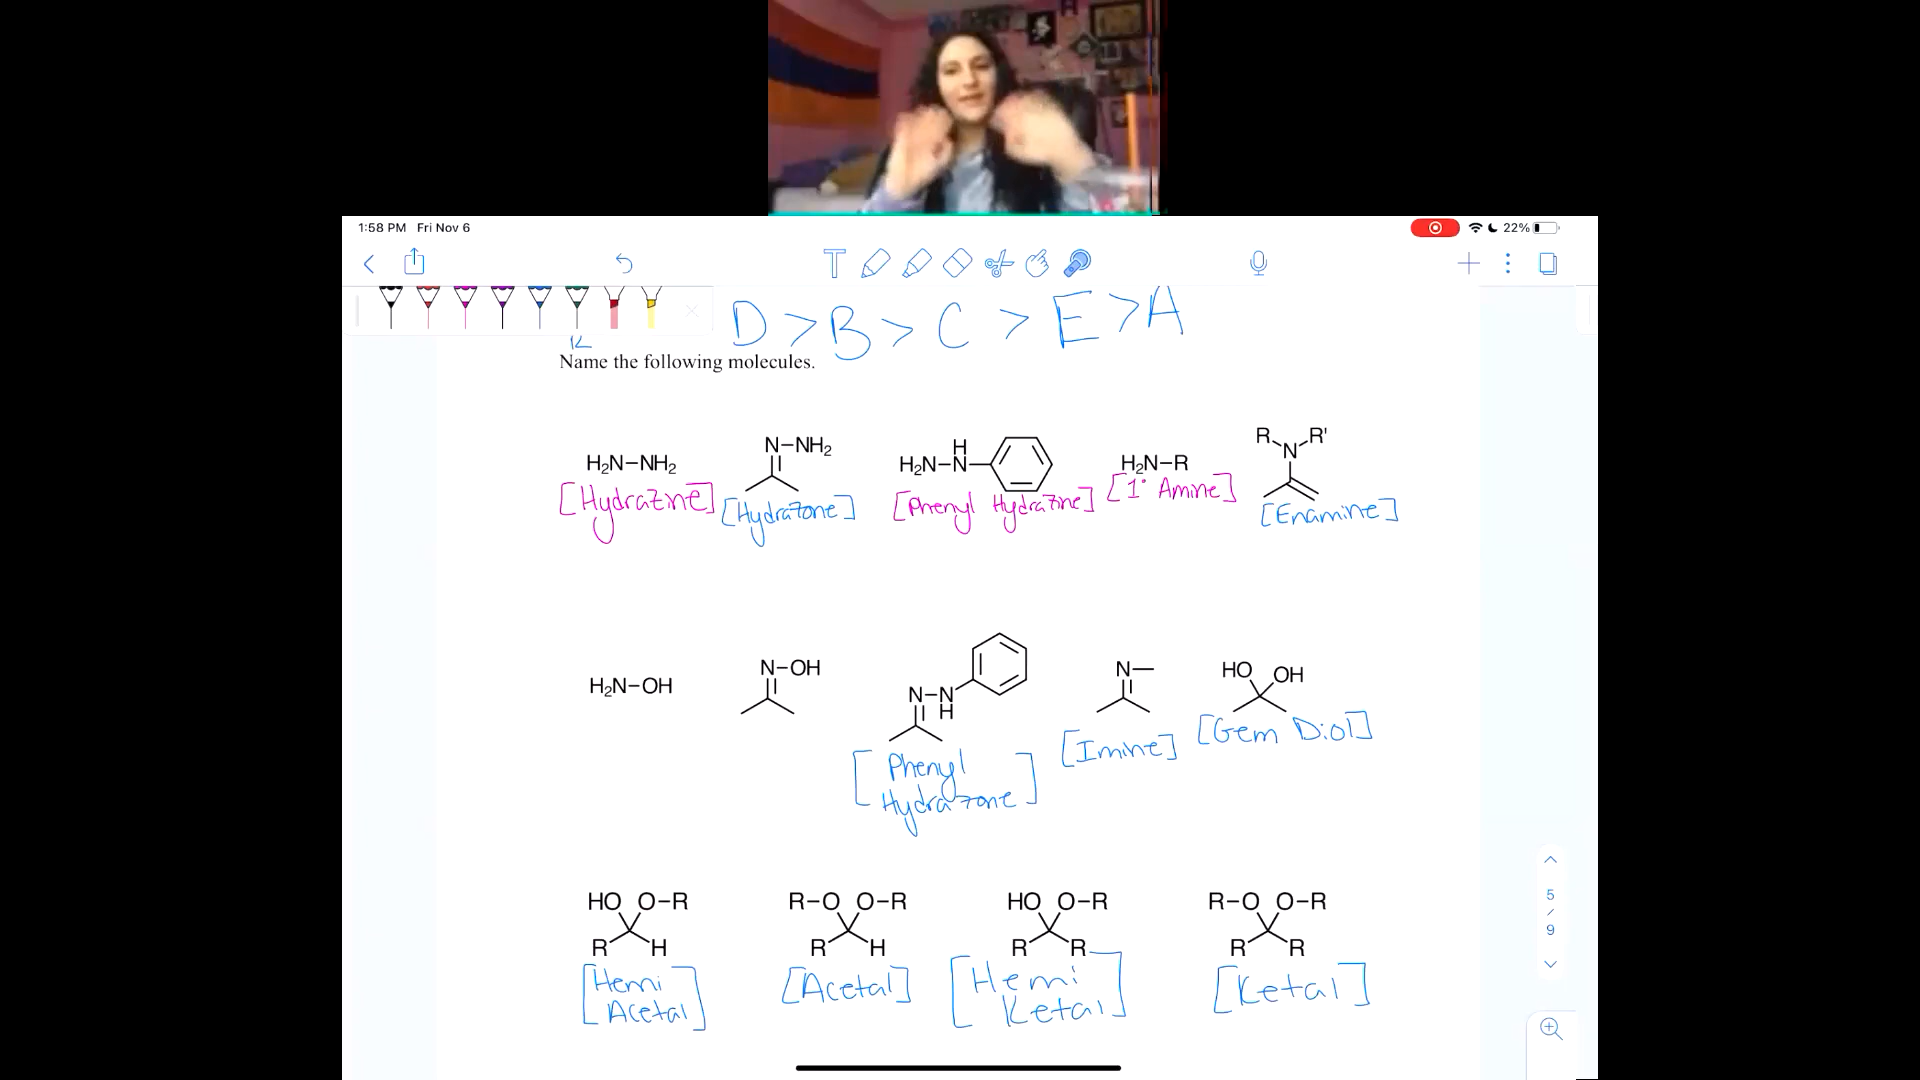 1:58 PM Fri Nov 6
22%
T
D > B > C > E > A
Name the following molecules.
H₂N–NH₂
N–NH₂
H₂N–N
H
H₂N–R
R N R'
[Hydrazine]
[Hydrazone]
[Phenyl Hydrazine]
[1° Amine]
[Enamine]
H₂N–OH
N–OH
N–N
H
N
HO OH
[Phenyl
Hydrazone]
[Imine]
[Gem Diol]
HO O–R
R H
R–O O–R
R H
HO O–R
R R
R–O O–R
R R
[Hemi
Acetal]
[Acetal]
[Hemi
Ketal]
[Ketal]
5
/
9